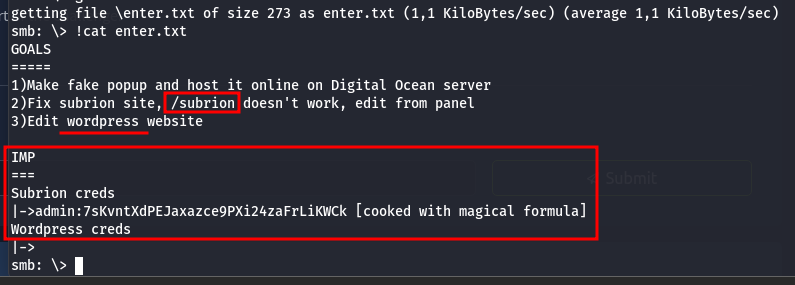 getting file \enter.txt of size 273 as enter.txt (1,1 KiloBytes/sec) (average 1,1 KiloBytes/sec)
smb: \> !cat enter.txt
GOALS
=====
1)Make fake popup and host it online on Digital Ocean server
2)Fix subrion site, /subrion doesn't work, edit from panel
3)Edit wordpress website
IMP
===
Submit
Subrion creds
|->admin:7sKvntXdPEJaxazce9PXi24zaFrLiKWCk [cooked with magical formula]
Wordpress creds
|->
smb: \>